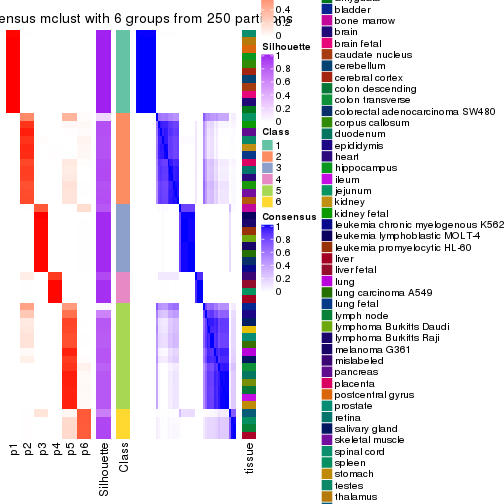 ensus mclust with 6 groups from 250 partitions
p1
p2
p3
p4
p5
p6
Silhouette
Class
tissue
0.4
0.2
0
Silhouette
1
0.8
0.6
0.4
0.2
0
Class
1
2
3
4
5
6
Consensus
1
0.8
0.6
0.4
0.2
0
bladder
bone marrow
brain
brain fetal
caudate nucleus
cerebellum
cerebral cortex
colon descending
colon transverse
colorectal adenocarcinoma SW480
corpus callosum
duodenum
epididymis
heart
hippocampus
ileum
jejunum
kidney
kidney fetal
leukemia chronic myelogenous K562
leukemia lymphoblastic MOLT-4
leukemia promyelocytic HL-60
liver
liver fetal
lung
lung carcinoma A549
lung fetal
lymph node
lymphoma Burkitts Daudi
lymphoma Burkitts Raji
melanoma G361
mislabeled
pancreas
placenta
postcentral gyrus
prostate
retina
salivary gland
skeletal muscle
spinal cord
spleen
stomach
testes
thalamus